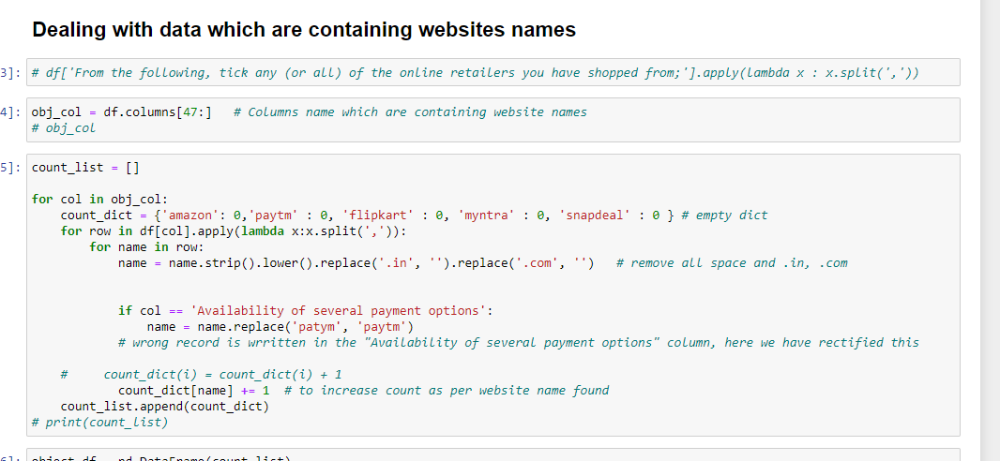 Dealing with data which are containing websites names
3]: # df['From the following, tick any (or all) of the online retailers you have shopped from;'].apply(lambda x : x.split(','))
4]: obj_col = df.columns[47:]   # Columns name which are containing website names
# obj_col
5]: count_list = []
for col in obj_col:
    count_dict = {'amazon': 0,'paytm' : 0, 'flipkart' : 0, 'myntra' : 0, 'snapdeal' : 0 } # empty dict
    for row in df[col].apply(lambda x:x.split(',')):
        for name in row:
            name = name.strip().lower().replace('.in', '').replace('.com', '')   # remove all space and .in, .com
            if col == 'Availability of several payment options':
                name = name.replace('patym', 'paytm')
            # wrong record is wrritten in the "Availability of several payment options" column, here we have rectified this
    #     count_dict(i) = count_dict(i) + 1
            count_dict[name] += 1  # to increase count as per website name found
    count_list.append(count_dict)
# print(count_list)
6]: object_df = pd.DataFrame(count_list)